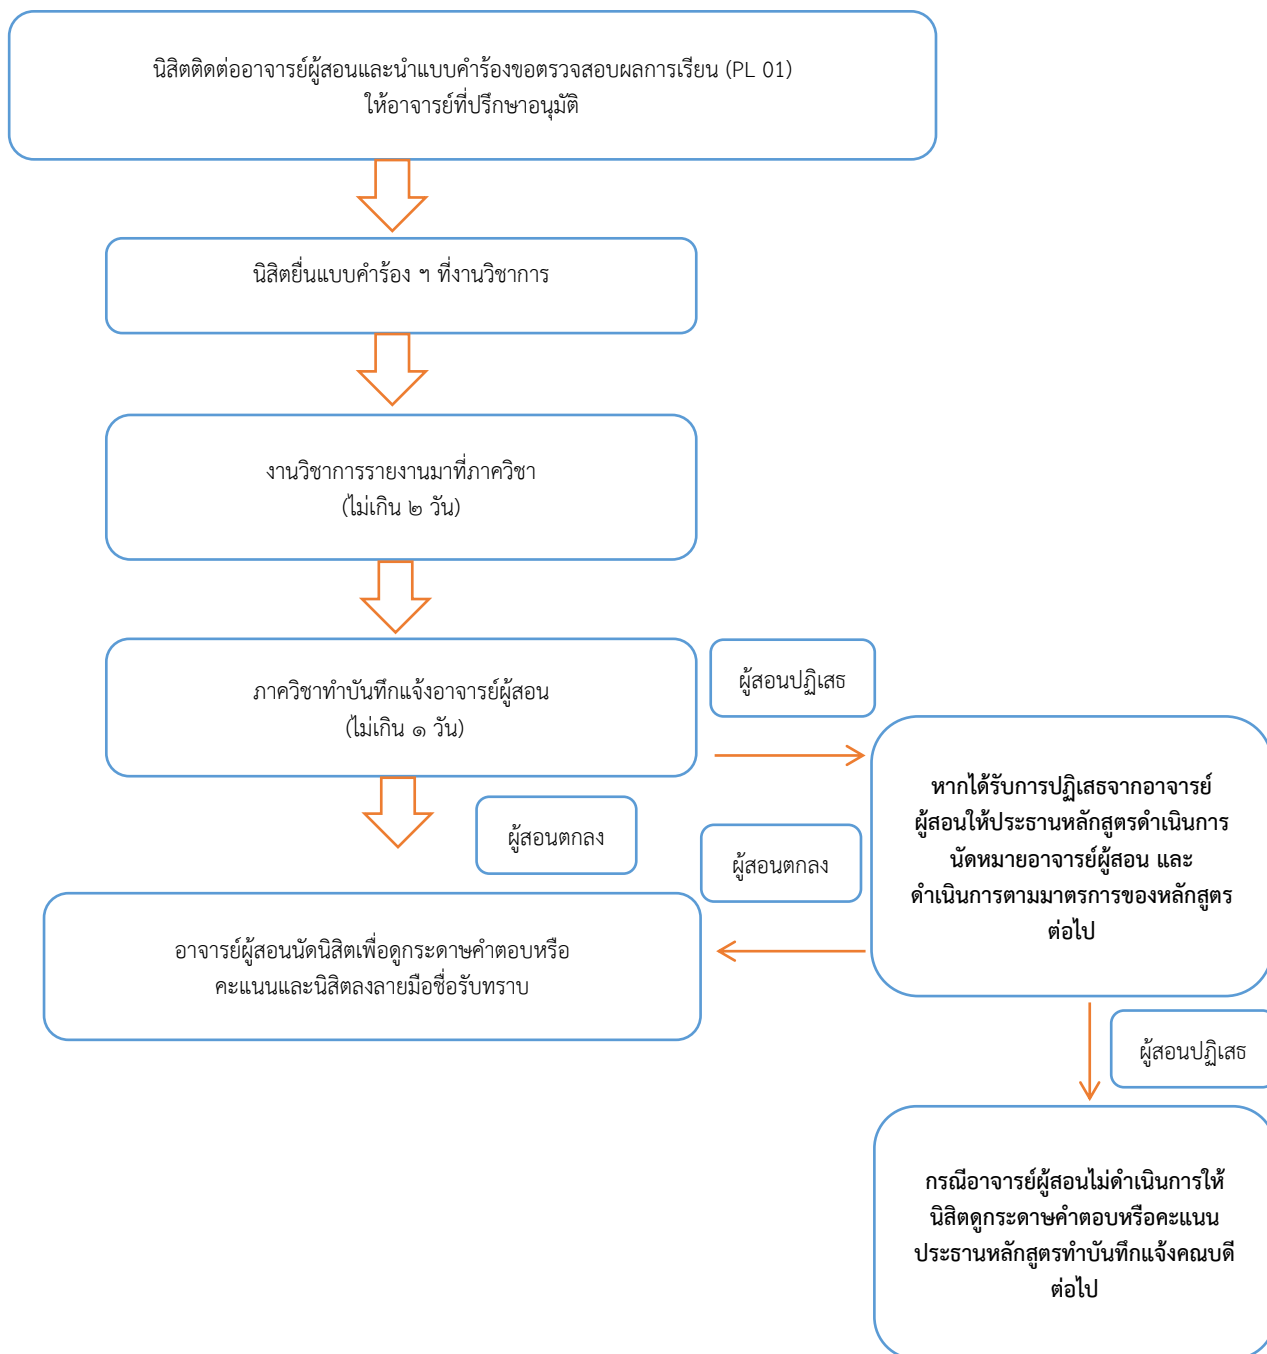 นิสิตติดต่ออาจารย์ผู้สอนและนำแบบคำร้องขอตรวจสอบผลการเรียน (PL 01)
ให้อาจารย์ที่ปรึกษาอนุมัติ
นิสิตยื่นแบบคำร้อง ฯ ที่งานวิชาการ
งานวิชาการรายงานมาที่ภาควิชา
(ไม่เกิน ๒ วัน)
ภาควิชาทำบันทึกแจ้งอาจารย์ผู้สอน
(ไม่เกิน ๑ วัน)
ผู้สอนปฏิเสธ
หากได้รับการปฏิเสธจากอาจารย์
ผู้สอนให้ประธานหลักสูตรดำเนินการ
นัดหมายอาจารย์ผู้สอน และ
ดำเนินการตามมาตรการของหลักสูตร
ต่อไป
ผู้สอนตกลง
ผู้สอนตกลง
อาจารย์ผู้สอนนัดนิสิตเพื่อดูกระดาษคำตอบหรือ
คะแนนและนิสิตลงลายมือชื่อรับทราบ
ผู้สอนปฏิเสธ
กรณีอาจารย์ผู้สอนไม่ดำเนินการให้
นิสิตดูกระดาษคำตอบหรือคะแนน
ประธานหลักสูตรทำบันทึกแจ้งคณบดี
ต่อไป